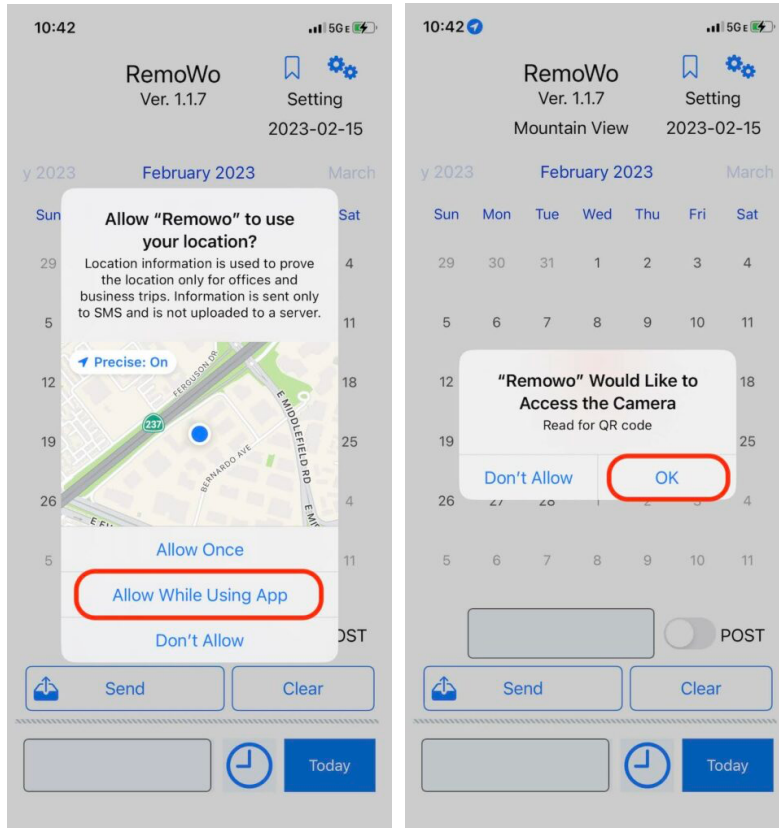 10:42
5G E
RemoWo
Ver. 1.1.7
Setting
2023-02-15
y 2023 February 2023 March
Sun Sat
Allow “Remowo” to use
your location?
Location information is used to prove
the location only for offices and
business trips. Information is sent only
to SMS and is not uploaded to a server.
29 4
5 11
12 18
19 25
26 4
5 11
Precise: On
FERGUSON DR
237
E MIDDLEFIELD RD
BERNARDO AVE
Allow Once
Allow While Using App
Don’t Allow
Send
Clear
Today
10:42
5G E
RemoWo
Ver. 1.1.7
Setting
Mountain View 2023-02-15
y 2023 February 2023 March
Sun Mon Tue Wed Thu Fri Sat
29 30 31 1 2 3 4
5 6 7 8 9 10 11
12 18
“Remowo” Would Like to
Access the Camera
Read for QR code
19 25
Don’t Allow OK
26 27 28 1 2 3 4
5 6 7 8 9 10 11
POST
Send Clear
Today